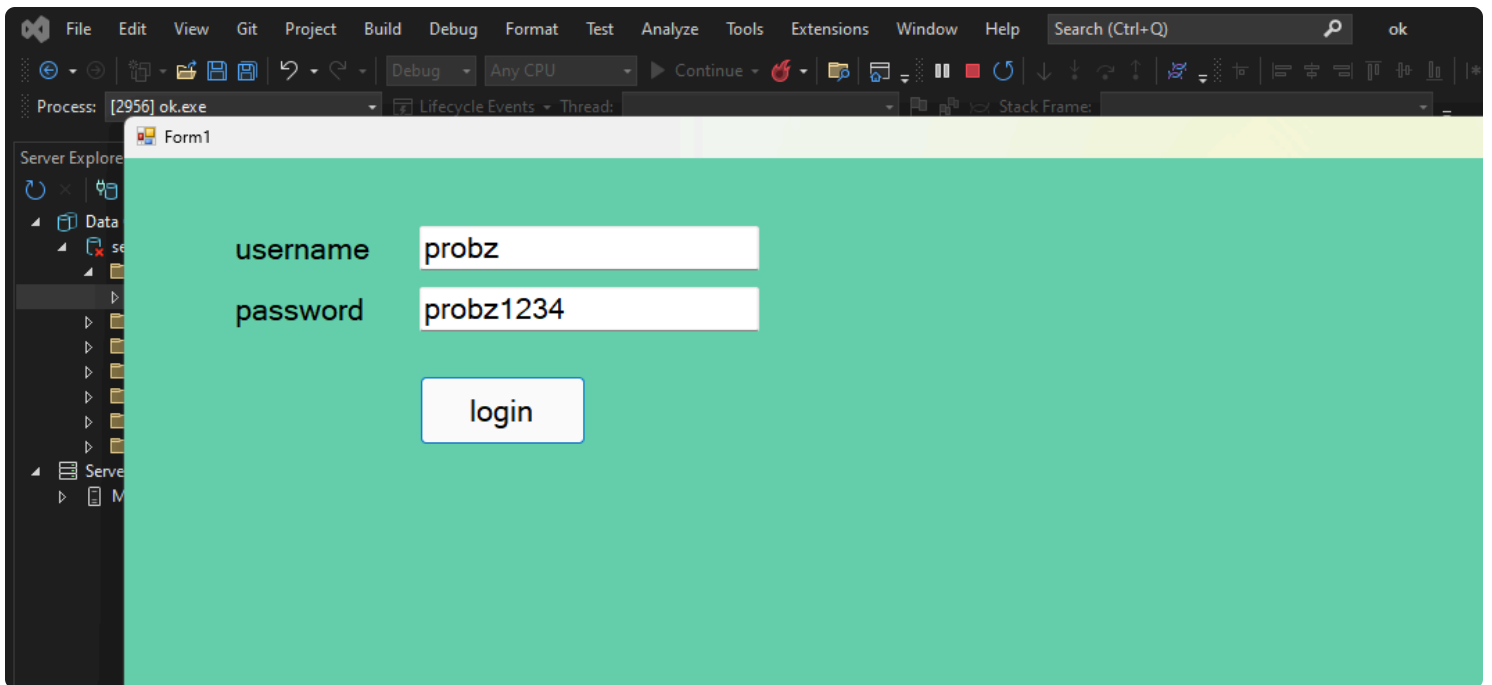 File Edit View Git Project Build Debug Format Test Analyze Tools Extensions Window Help Search (Ctrl+Q) ok
Debug Any CPU Continue
Process: [2956] ok.exe Lifecycle Events Thread: Stack Frame:
Form1
Server Explore
Data
se
username probz
password probz1234
login
Serve
M